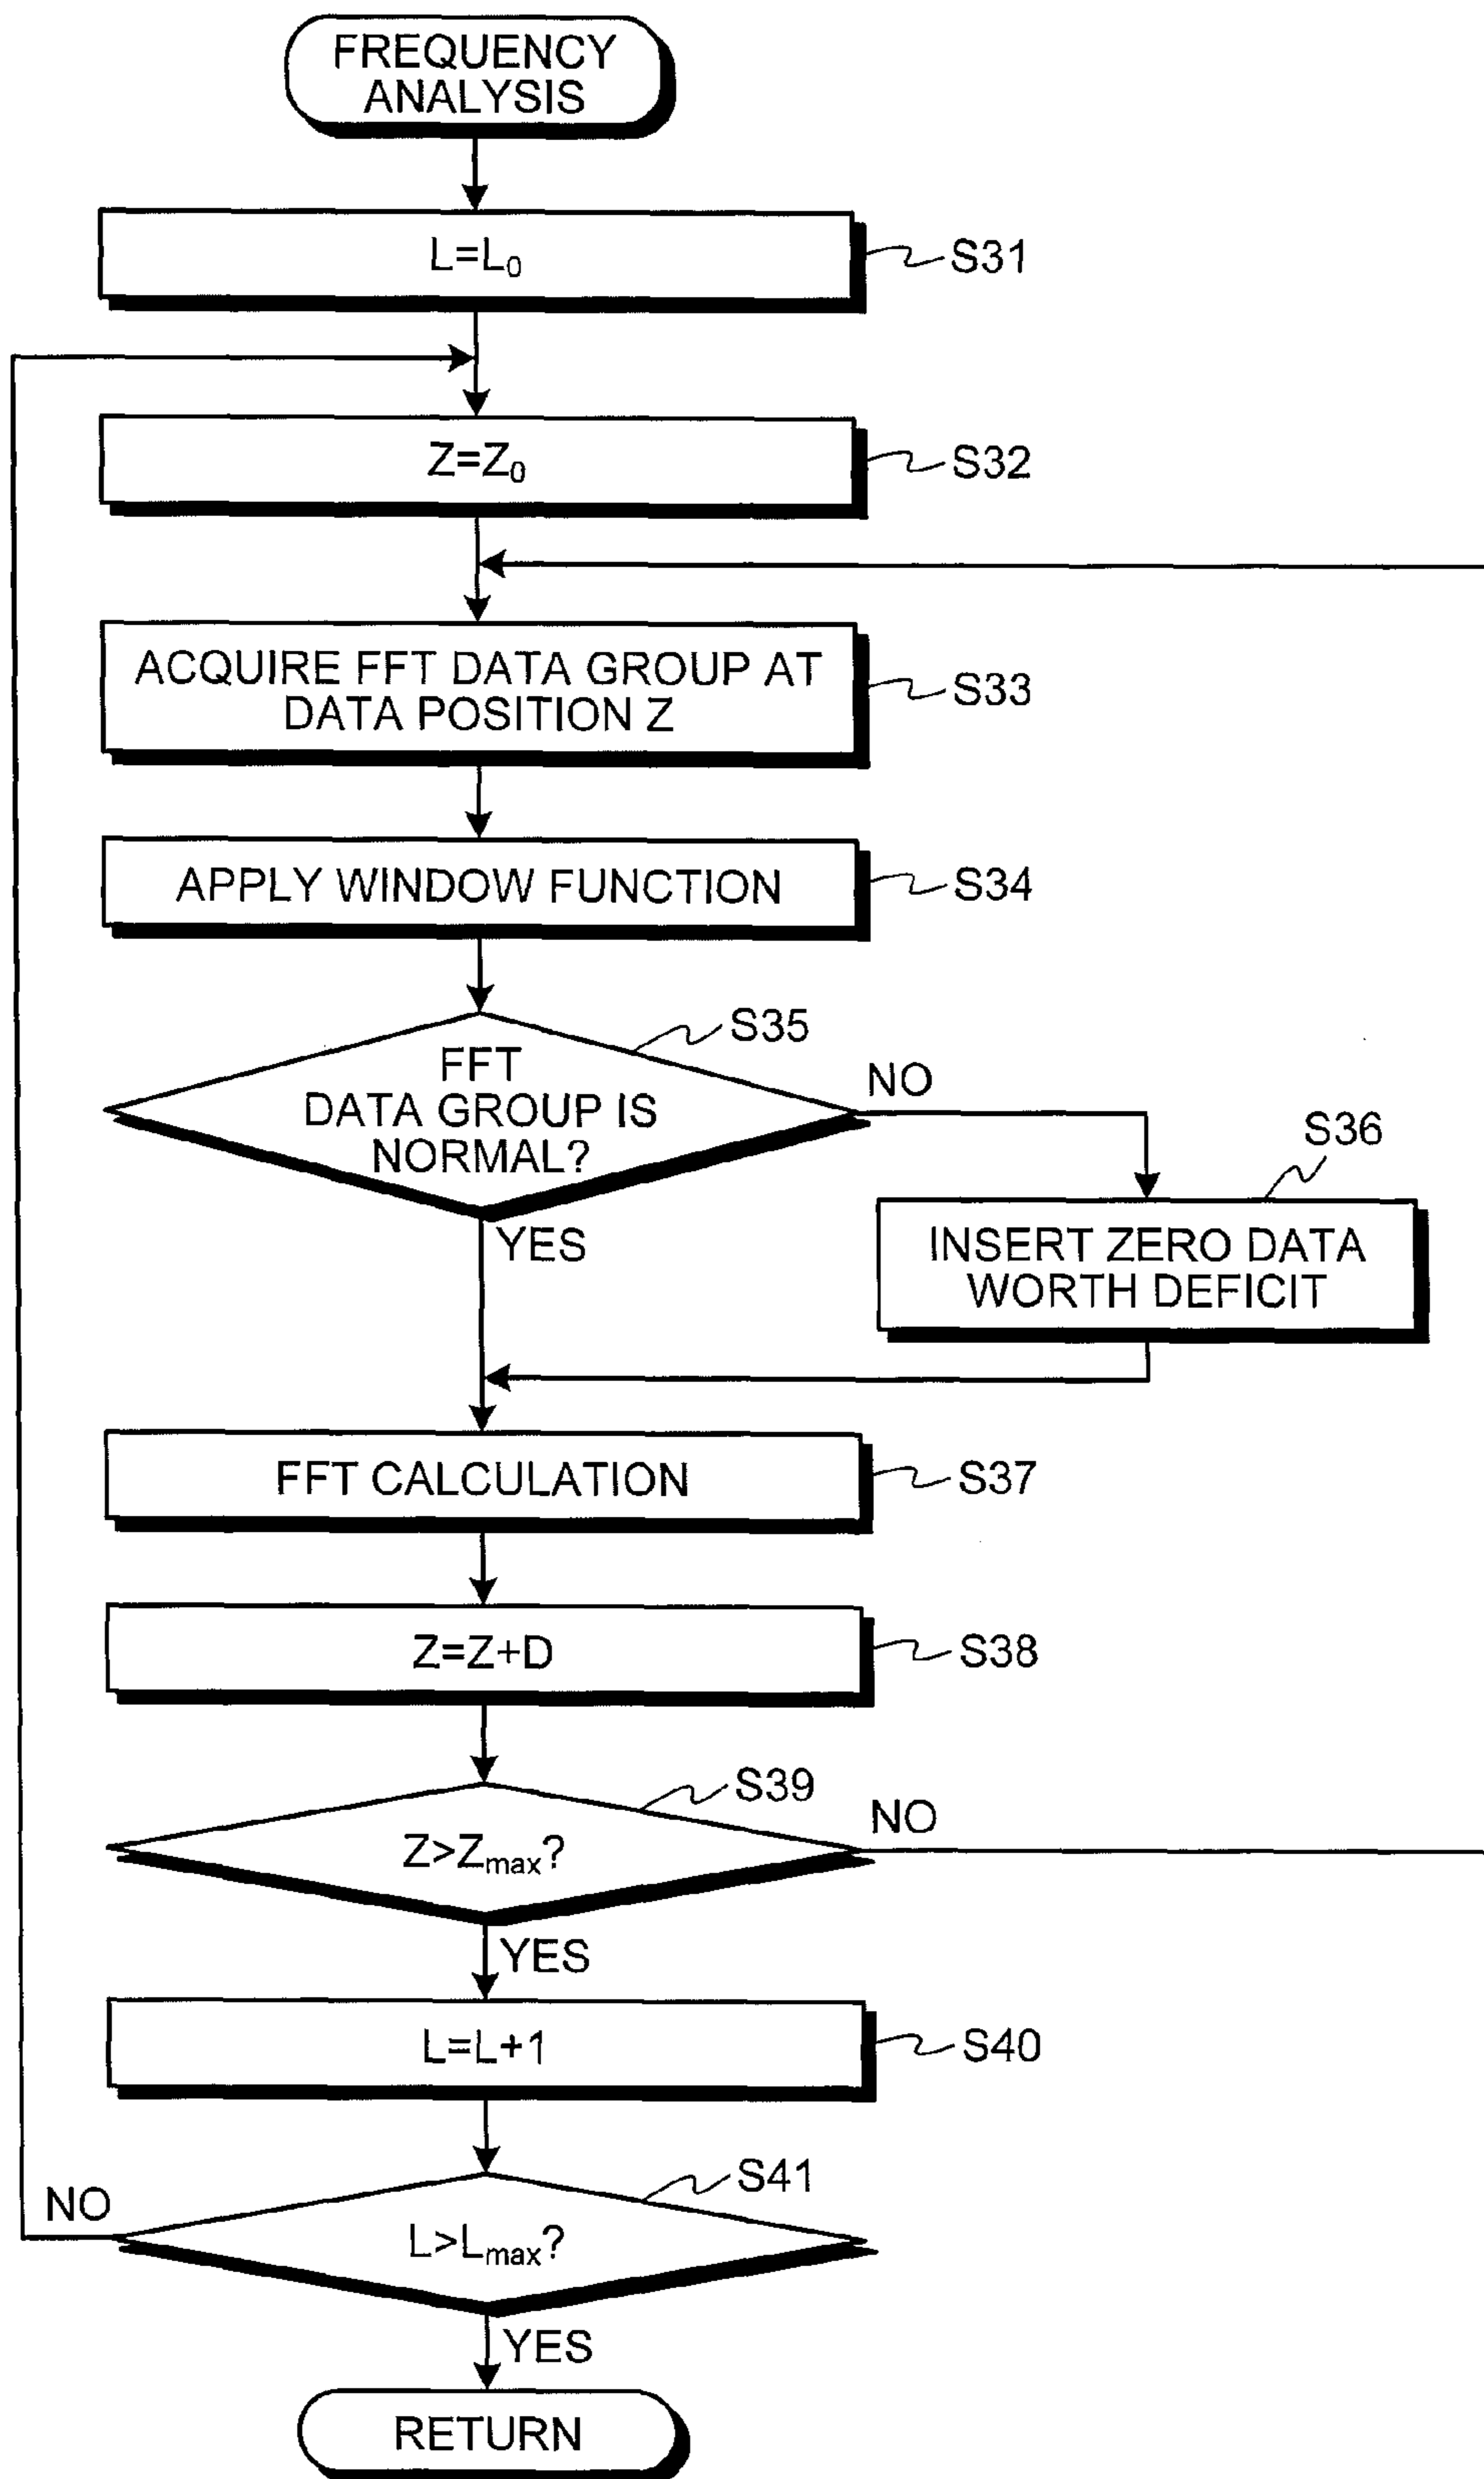 FREQUENCY
ANALYSIS
L=L₀
S31
Z=Z₀
S32
ACQUIRE FFT DATA GROUP AT
DATA POSITION Z
S33
APPLY WINDOW FUNCTION
S34
S35
FFT
DATA GROUP IS
NORMAL?
NO
YES
S36
INSERT ZERO DATA
WORTH DEFICIT
FFT CALCULATION
S37
Z=Z+D
S38
S39
Z>Zmax?
NO
YES
L=L+1
S40
S41
NO
L>Lmax?
YES
RETURN